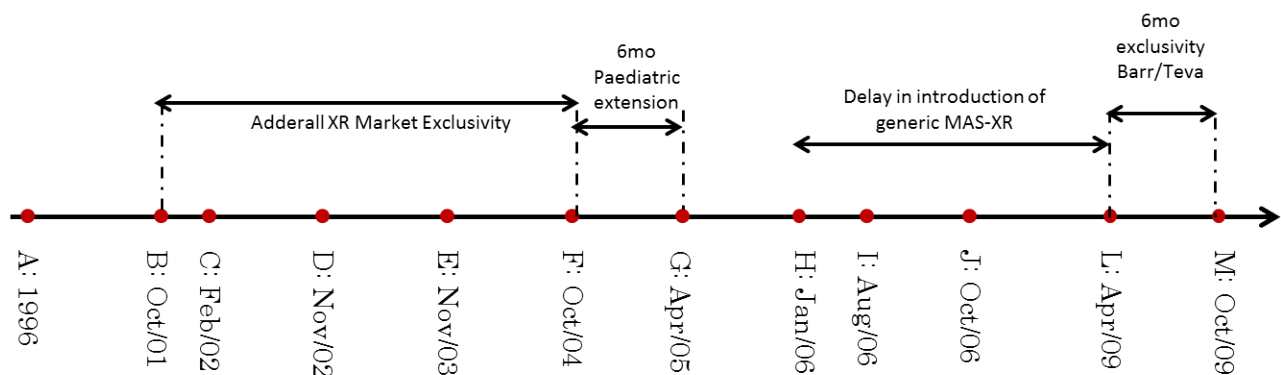 6mo
exclusivity
Barr/Teva
6mo
Paediatric
extension
Delay in introduction of
generic MAS-XR
Adderall XR Market Exclusivity
A: 1996
B: Oct/01
C: Feb/02
D: Nov/02
E: Nov/03
F: Oct/04
G: Apr/05
H: Jan/06
I: Aug/06
J: Oct/06
L: Apr/09
M: Oct/09